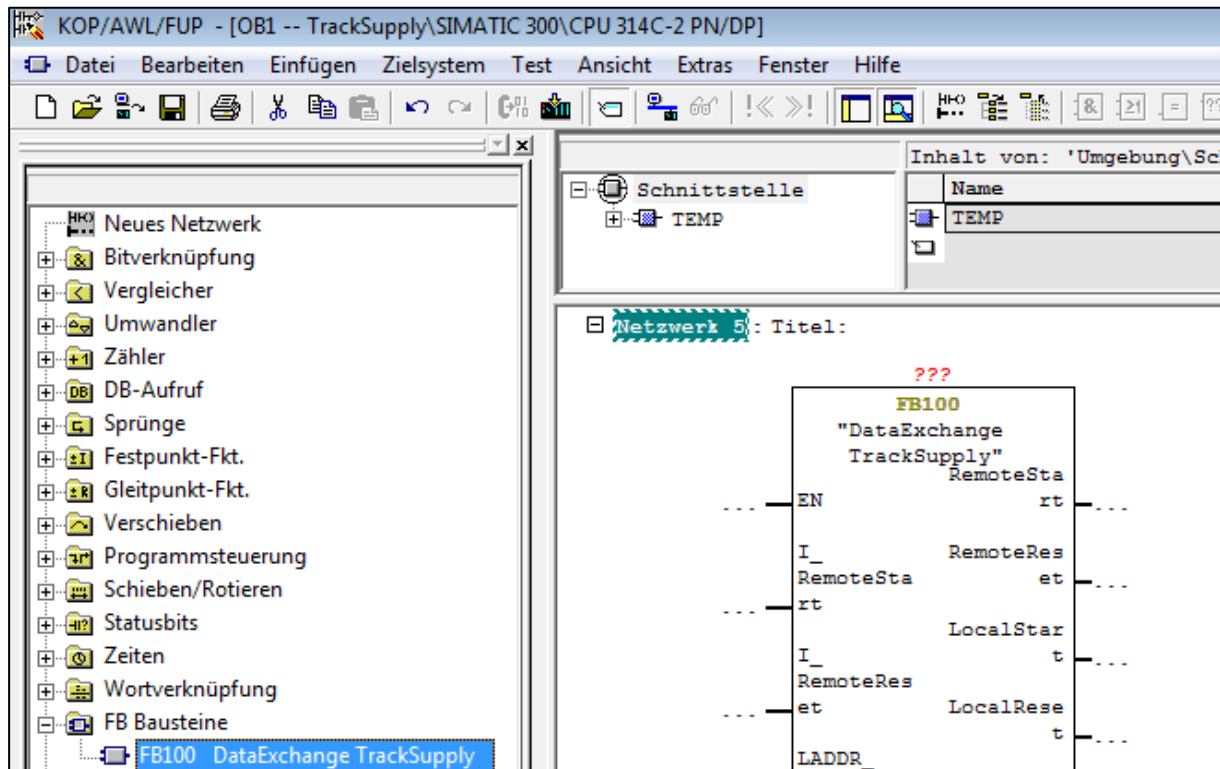 KOP/AWL/FUP - [OB1 -- TrackSupply\SIMATIC 300\CPU 314C-2 PN/DP]
Datei Bearbeiten Einfügen Zielsystem Test Ansicht Extras Fenster Hilfe
Neues Netzwerk
Bitverknüpfung
Vergleicher
Umwandler
Zähler
DB-Aufruf
Sprünge
Festpunkt-Fkt.
Gleitpunkt-Fkt.
Verschieben
Programmsteuerung
Schieben/Rotieren
Statusbits
Zeiten
Wortverknüpfung
FB Bausteine
FB100 DataExchange TrackSupply
Schnittstelle
TEMP
Inhalt von: 'Umgebung\Sc
Name
TEMP
Netzwerk 5 : Titel:
???
FB100
"DataExchange
TrackSupply"
RemoteSta
... EN rt ...
I_ RemoteRes
RemoteSta et ...
... rt
LocalStar
I_ t ...
RemoteRes
... et LocalRese
t ...
LADDR_